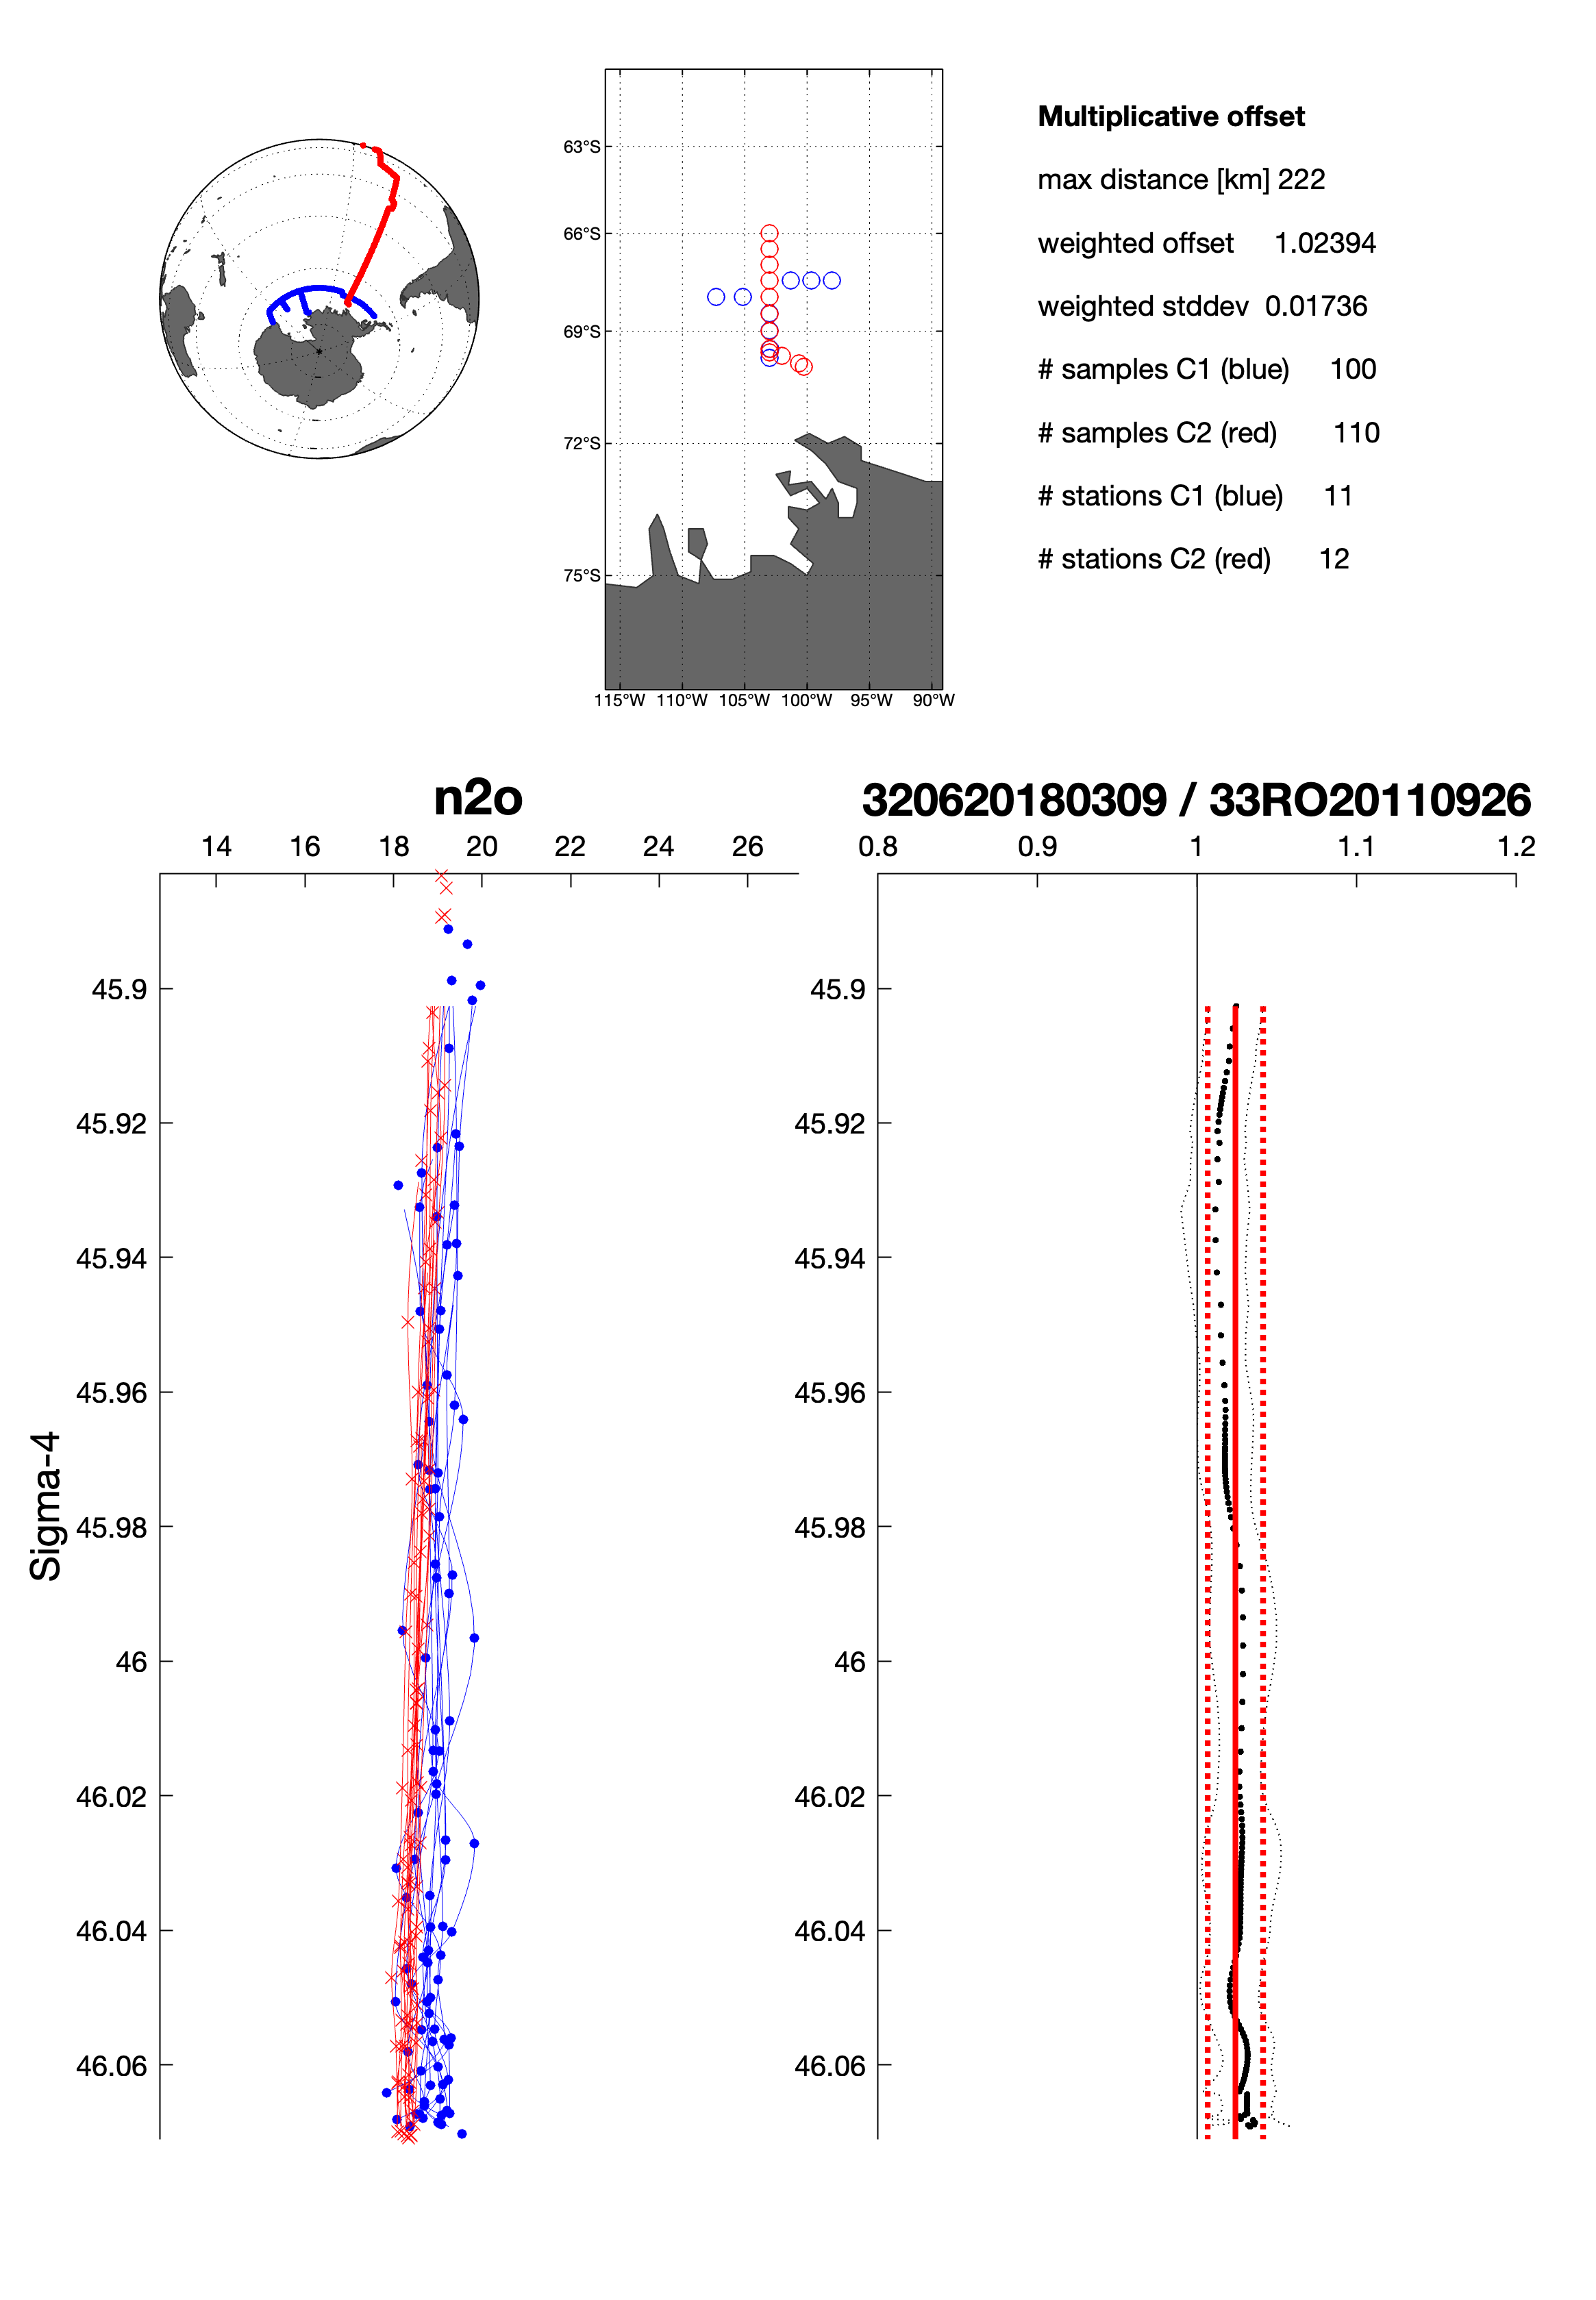 Multiplicative offset
max distance [km] 222
weighted offset 1.02394
weighted stddev 0.01736
# samples C1 (blue) 100
# samples C2 (red) 110
# stations C1 (blue) 11
# stations C2 (red) 12
63°S
66°S
69°S
72°S
75°S
115°W 110°W 105°W 100°W 95°W 90°W
n2o
14 16 18 20 22 24 26
45.9
45.92
45.94
45.96
45.98
46
46.02
46.04
46.06
Sigma-4
320620180309 / 33RO20110926
0.8 0.9 1 1.1 1.2
45.9
45.92
45.94
45.96
45.98
46
46.02
46.04
46.06